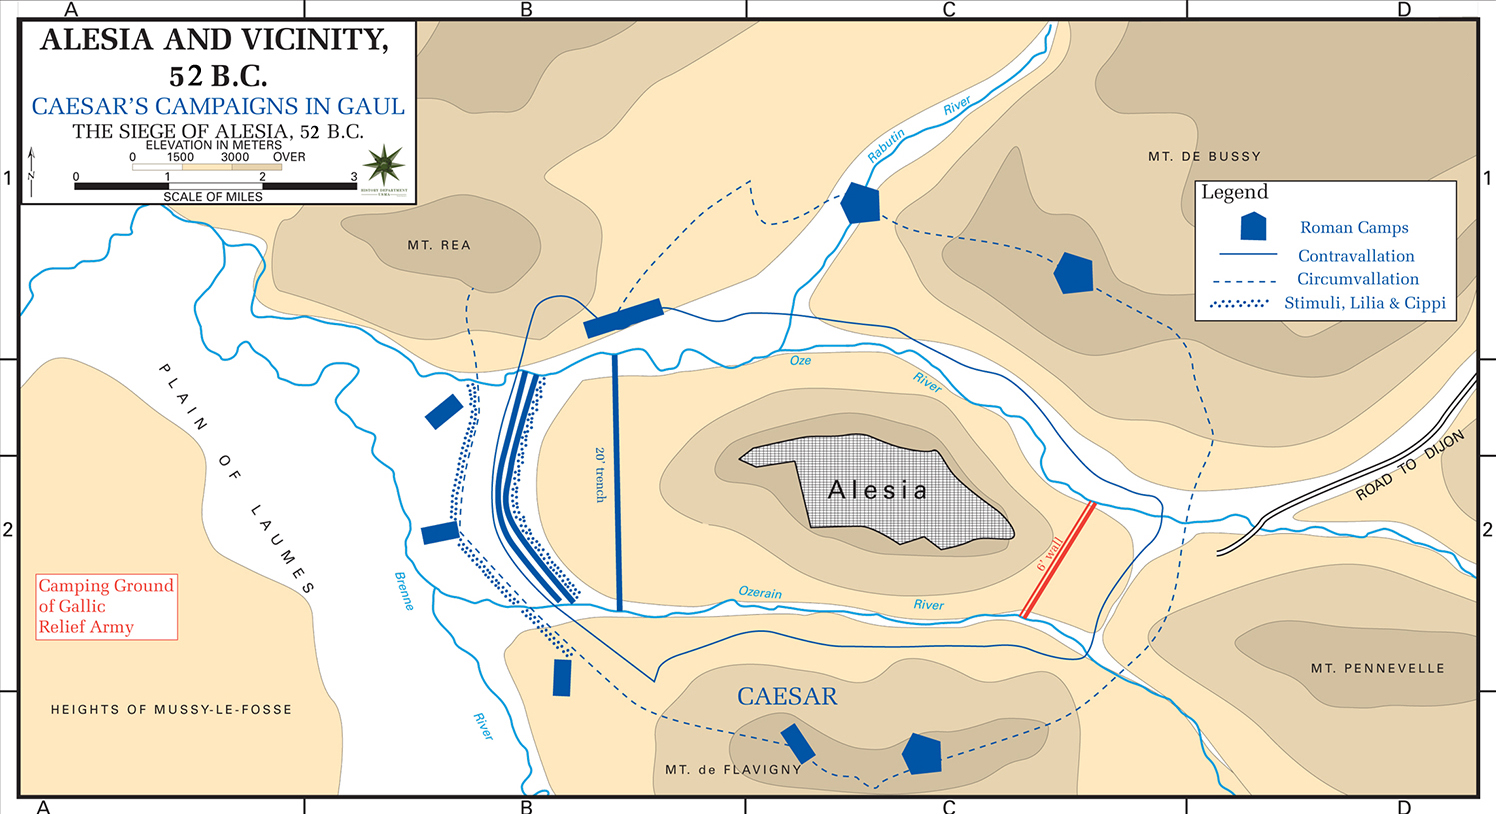 A
B
C
D
ALESIA AND VICINITY,
52 B.C.
CAESAR'S CAMPAIGNS IN GAUL
THE SIEGE OF ALESIA, 52 B.C.
ELEVATION IN METERS
0 1500 3000 OVER
N
0 1 2 3
SCALE OF MILES
HISTORY DEPARTMENT
1
1
Rabutin River
MT. DE BUSSY
Legend
Roman Camps
Contravallation
Circumvallation
Stimuli, Lilia & Cippi
MT. REA
PLAIN OF LAUMES
Oze River
20' trench
Alesia
ROAD TO DIJON
2
2
6' wall
Camping Ground
of Gallic
Relief Army
Brenne River
Ozerain River
HEIGHTS OF MUSSY-LE-FOSSE
CAESAR
MT. de FLAVIGNY
MT. PENNEVELLE
A
B
C
D